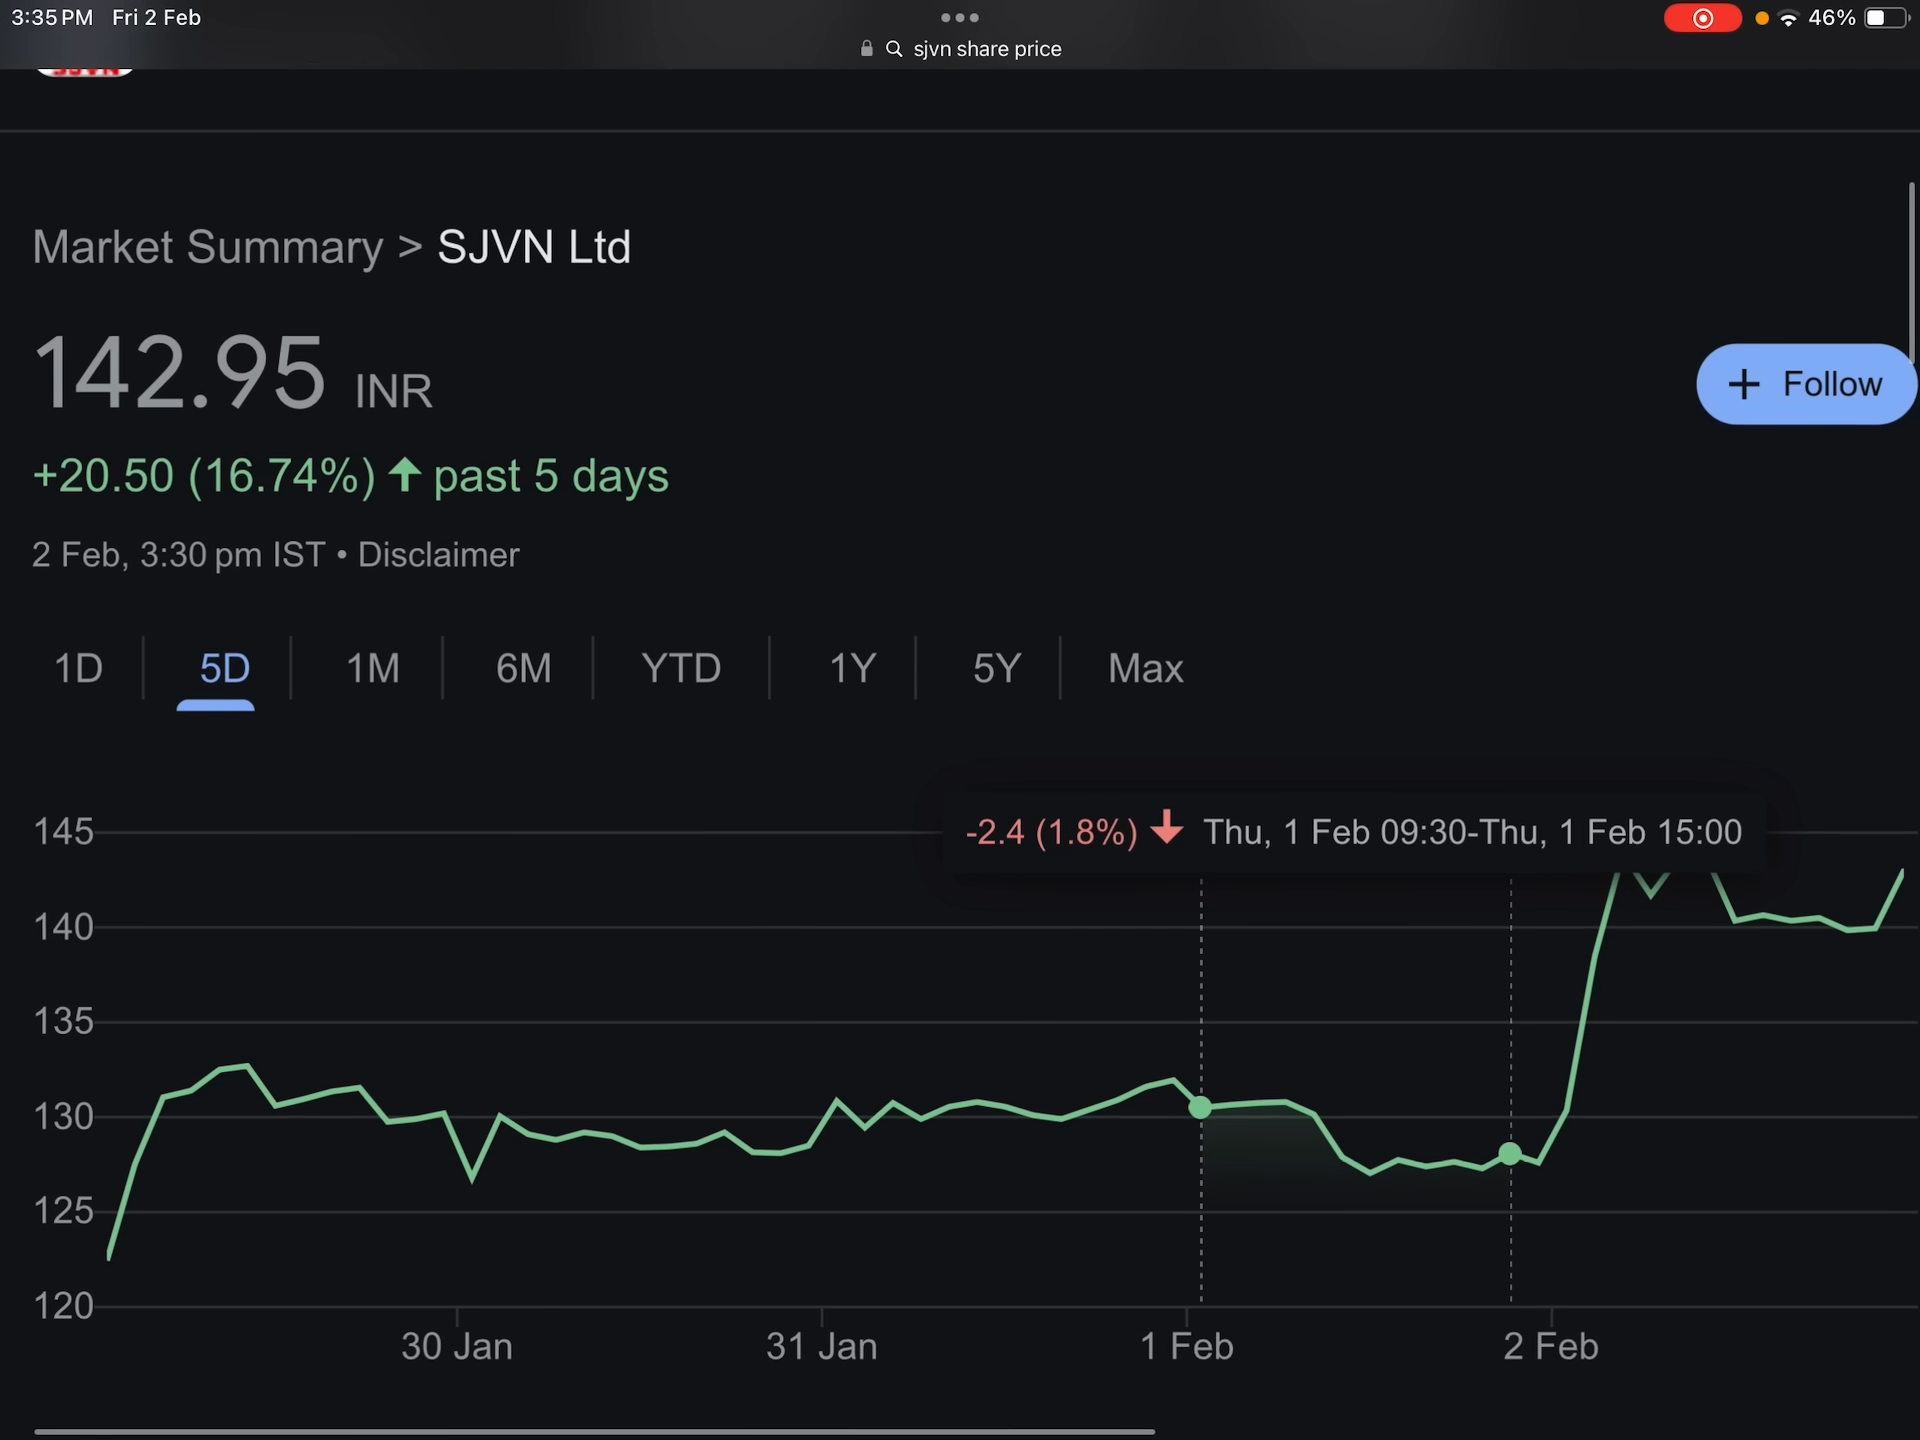 3:35 PM Fri 2 Feb
46%
sjvn share price
SJVN
Market Summary > SJVN Ltd
142.95 INR
+ Follow
+20.50 (16.74%) ↑ past 5 days
2 Feb, 3:30 pm IST • Disclaimer
1D 5D 1M 6M YTD 1Y 5Y Max
-2.4 (1.8%) ↓ Thu, 1 Feb 09:30-Thu, 1 Feb 15:00
145
140
135
130
125
120
30 Jan 31 Jan 1 Feb 2 Feb